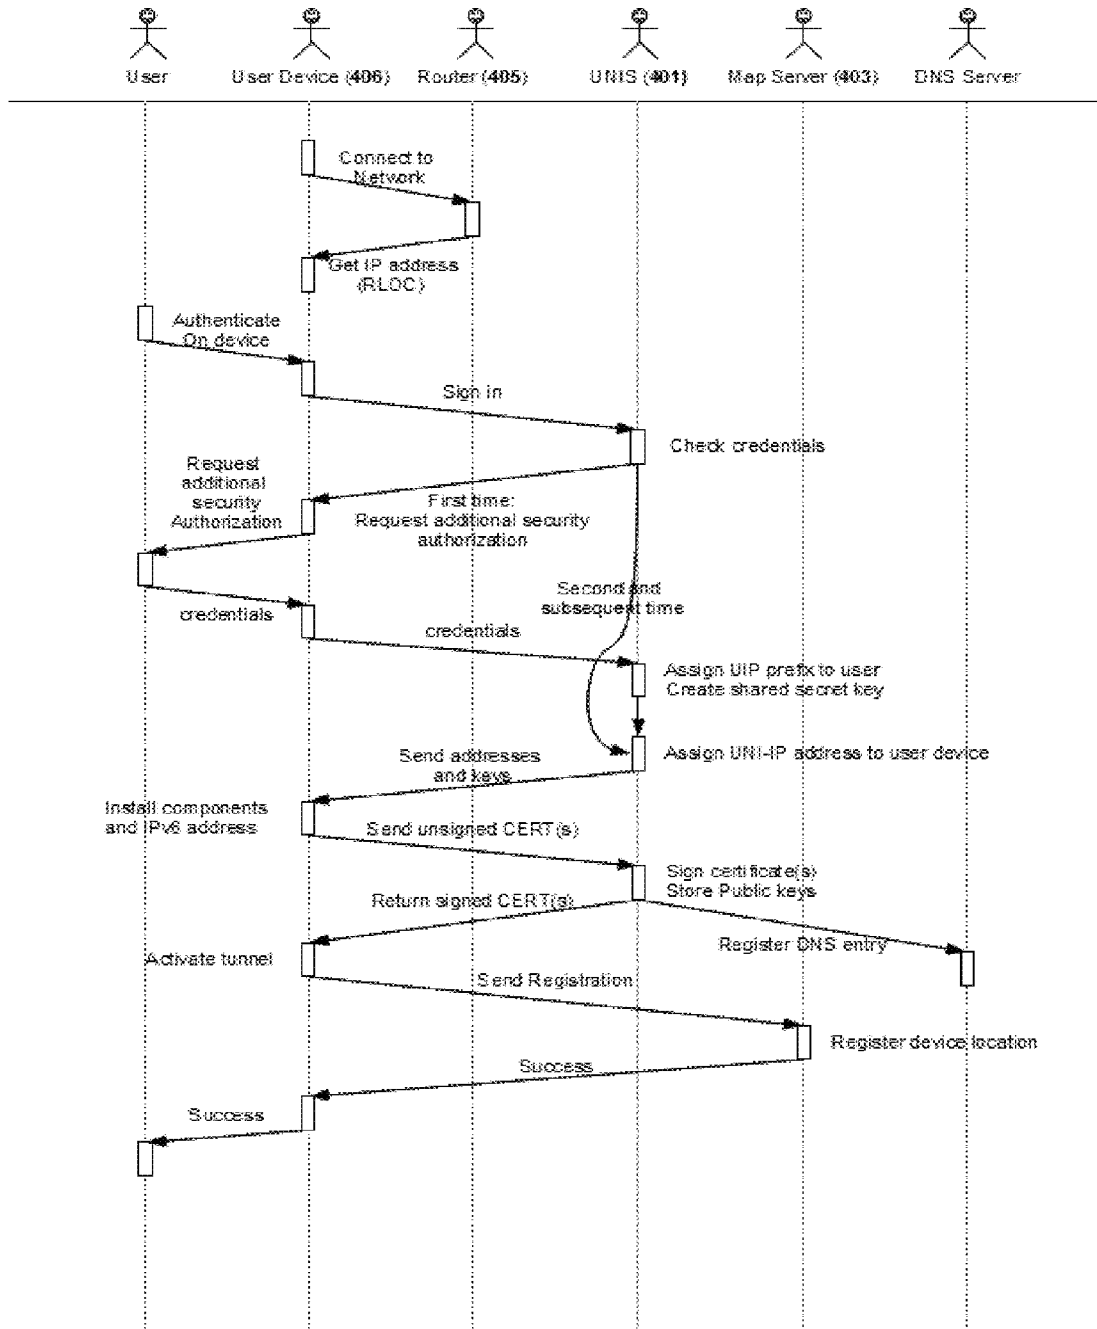 User
User Device (406)
Router (405)
UNIS (401)
Map Server (403)
DNS Server
Connect to
Network
Get IP address
(RLOC)
Authenticate
On device
Sign in
Check credentials
Request
additional
security
Authorization
First time:
Request additional security
authorization
Second and
subsequent time
credentials
credentials
Assign UIP prefix to user
Create shared secret key
Assign UNI-IP address to user device
Send addresses
and keys
Install components
and IPv6 address
Send unsigned CERT(s)
Sign certificate(s)
Store Public keys
Return signed CERT(s)
Register DNS entry
Activate tunnel
Send Registration
Register device location
Success
Success